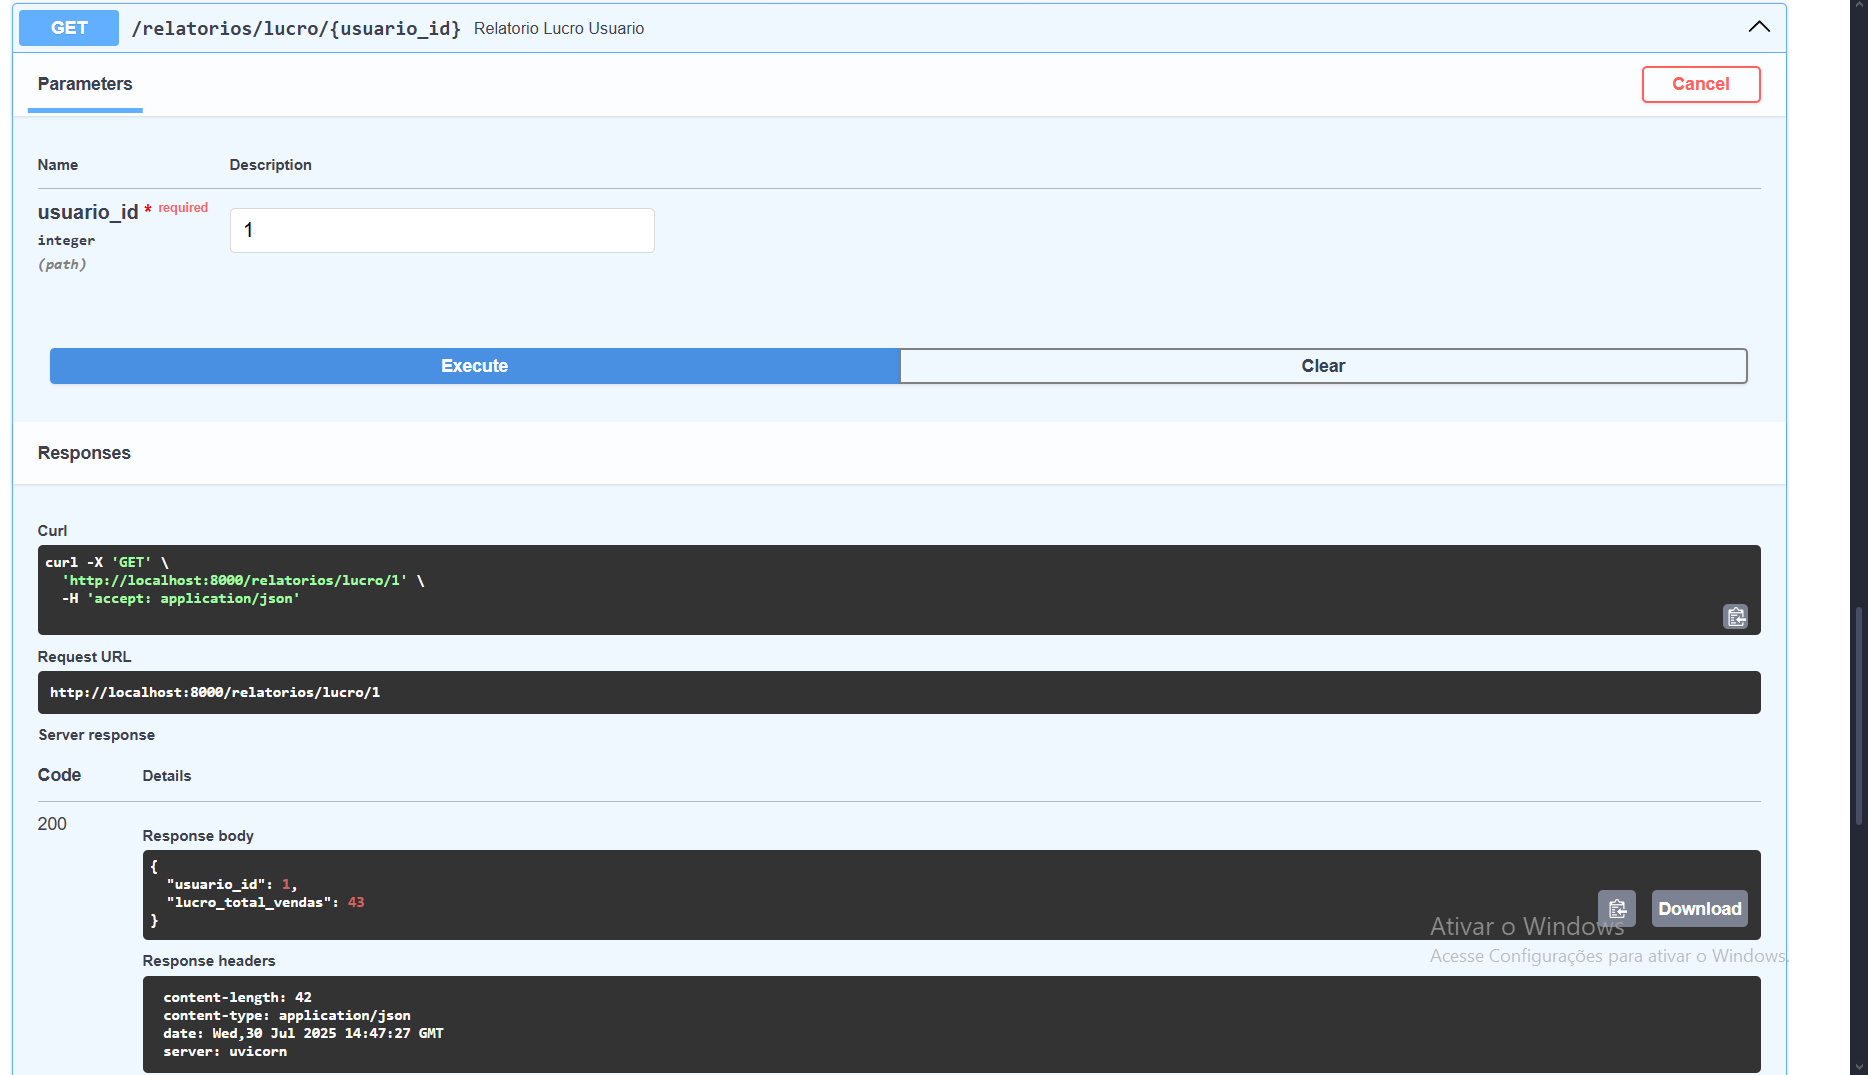 GET /relatorios/lucro/{usuario_id} Relatorio Lucro Usuario
Parameters
Cancel
Name Description
usuario_id * required
integer
(path)
1
Execute Clear
Responses
Curl
curl -X 'GET' \
  'http://localhost:8000/relatorios/lucro/1' \
  -H 'accept: application/json'
Request URL
http://localhost:8000/relatorios/lucro/1
Server response
Code Details
200
Response body
{
  "usuario_id": 1,
  "lucro_total_vendas": 43
}
Download
Ativar o Windows
Acesse Configurações para ativar o Windows.
Response headers
content-length: 42
content-type: application/json
date: Wed,30 Jul 2025 14:47:27 GMT
server: uvicorn